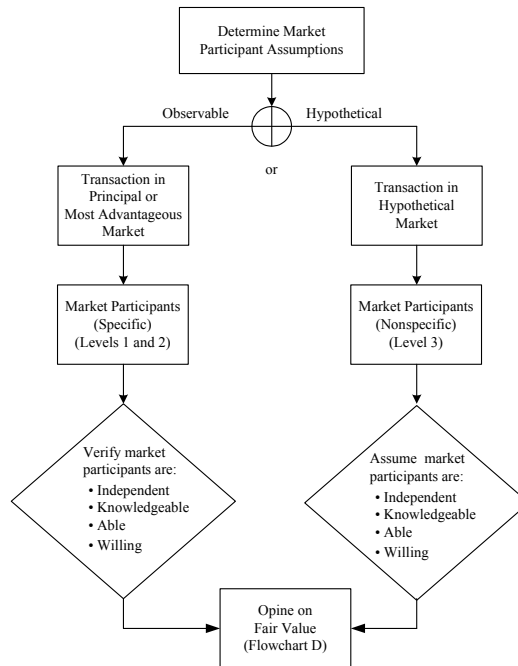 Determine Market
Participant Assumptions
Observable
Hypothetical
or
Transaction in
Principal or
Most Advantageous
Market
Transaction in
Hypothetical
Market
Market Participants
(Specific)
(Levels 1 and 2)
Market Participants
(Nonspecific)
(Level 3)
Verify market
participants are:
• Independent
• Knowledgeable
• Able
• Willing
Assume market
participants are:
• Independent
• Knowledgeable
• Able
• Willing
Opine on
Fair Value
(Flowchart D)